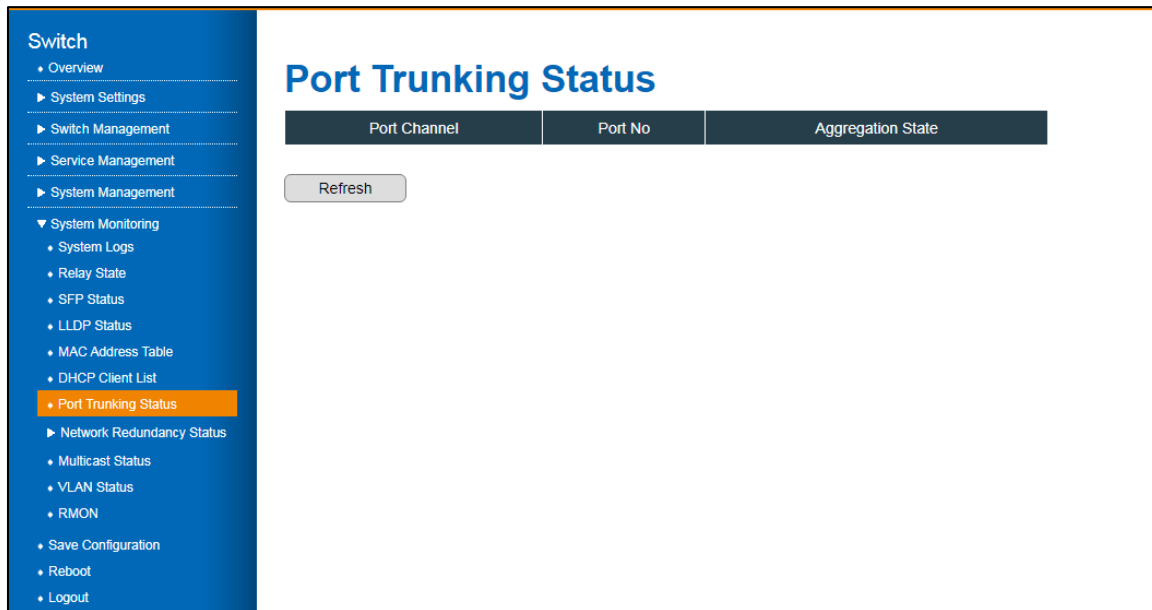 Switch
Overview
System Settings
Switch Management
Service Management
System Management
System Monitoring
System Logs
Relay State
SFP Status
LLDP Status
MAC Address Table
DHCP Client List
Port Trunking Status
Network Redundancy Status
Multicast Status
VLAN Status
RMON
Save Configuration
Reboot
Logout
Port Trunking Status
Port Channel Port No Aggregation State
Refresh